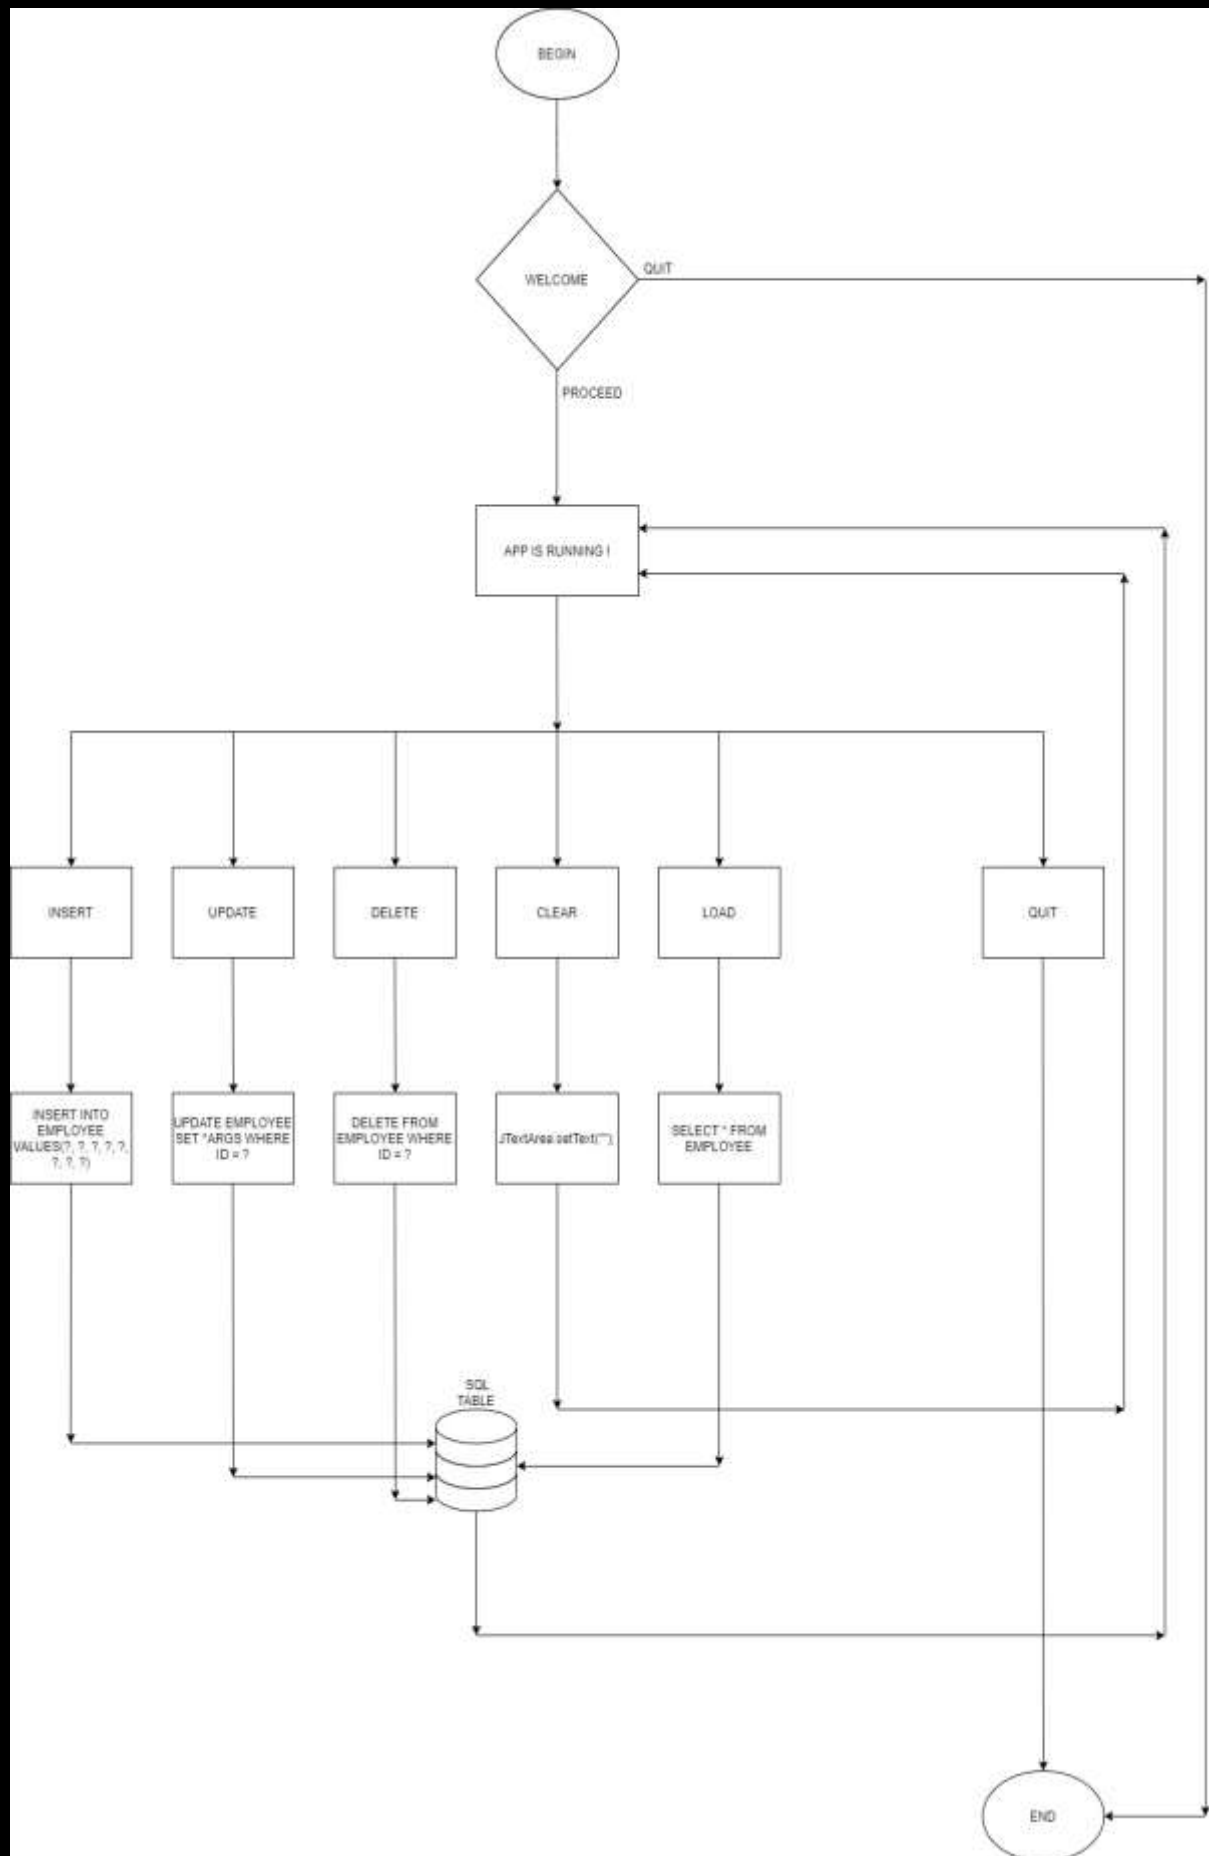 BEGIN
WELCOME
QUIT
PROCEED
APP IS RUNNING !
INSERT
UPDATE
DELETE
CLEAR
LOAD
QUIT
INSERT INTO
EMPLOYEE
VALUES(?, ?, ?, ?, ?,
?, ?, ?)
UPDATE EMPLOYEE
SET *ARGS WHERE
ID = ?
DELETE FROM
EMPLOYEE WHERE
ID = ?
JTextArea.setText("");
SELECT * FROM
EMPLOYEE
SQL
TABLE
END